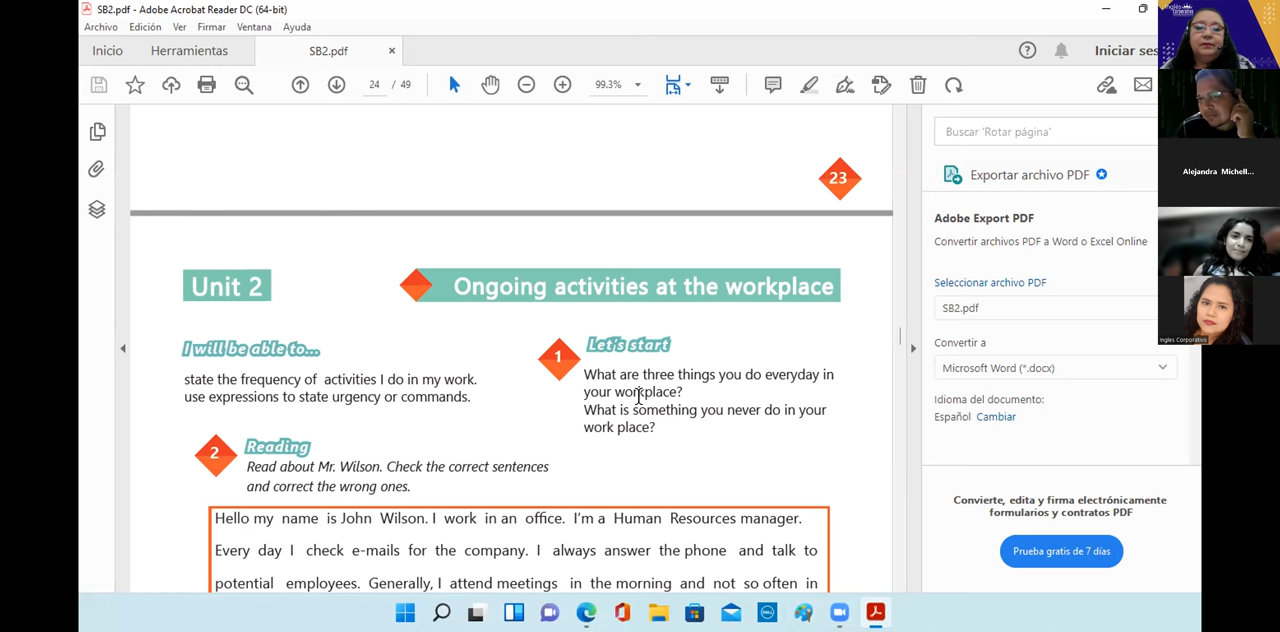 SB2.pdf - Adobe Acrobat Reader DC (64-bit)
Archivo Edición Ver Firmar Ventana Ayuda
Inicio Herramientas SB2.pdf × Iniciar ses
24 / 49 99.3%
23
Unit 2 Ongoing activities at the workplace
I will be able to...
state the frequency of activities I do in my work.
use expressions to state urgency or commands.
1 Let's start
What are three things you do everyday in
your workplace?
What is something you never do in your
work place?
2 Reading
Read about Mr. Wilson. Check the correct sentences
and correct the wrong ones.
Hello my name is John Wilson. I work in an office. I'm a Human Resources manager.
Every day I check e-mails for the company. I always answer the phone and talk to
potential employees. Generally, I attend meetings in the morning and not so often in
Buscar 'Rotar página'
Exportar archivo PDF
Adobe Export PDF
Convertir archivos PDF a Word o Excel Online
Seleccionar archivo PDF
SB2.pdf
Convertir a
Microsoft Word (*.docx)
Idioma del documento:
Español Cambiar
Convierte, edita y firma electrónicamente
formularios y contratos PDF
Prueba gratis de 7 días
Inglés
Corporativo
Alejandra Michell...
Ingles Corporativo
DELL